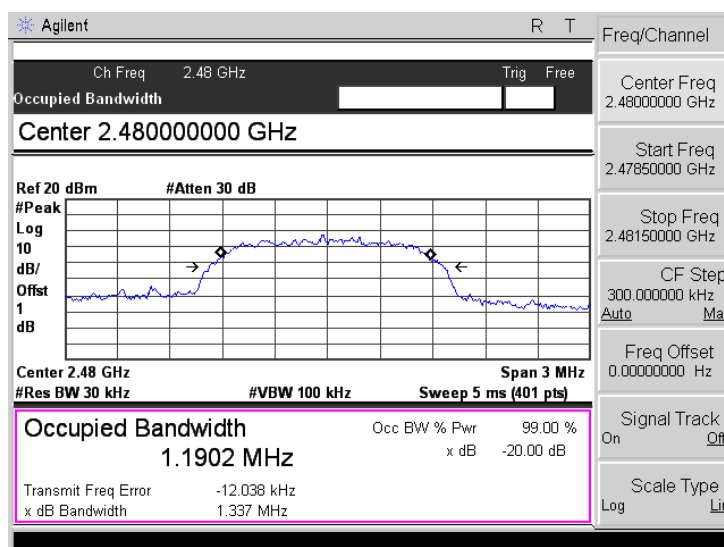 Agilent R T
Ch Freq 2.48 GHz Trig Free
Occupied Bandwidth
Center 2.480000000 GHz
Ref 20 dBm #Atten 30 dB
#Peak
Log
10
dB/
Offst
1
dB
Center 2.48 GHz Span 3 MHz
#Res BW 30 kHz #VBW 100 kHz Sweep 5 ms (401 pts)
Occupied Bandwidth Occ BW % Pwr 99.00 %
1.1902 MHz x dB -20.00 dB
Transmit Freq Error -12.038 kHz
x dB Bandwidth 1.337 MHz
Freq/Channel
Center Freq
2.48000000 GHz
Start Freq
2.47850000 GHz
Stop Freq
2.48150000 GHz
CF Step
300.000000 kHz
Auto Ma
Freq Offset
0.00000000 Hz
Signal Track
On Off
Scale Type
Log Li